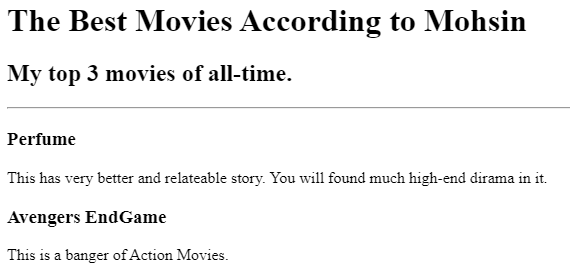 The Best Movies According to Mohsin
My top 3 movies of all-time.
Perfume
This has very better and relateable story. You will found much high-end dirama in it.
Avengers EndGame
This is a banger of Action Movies.